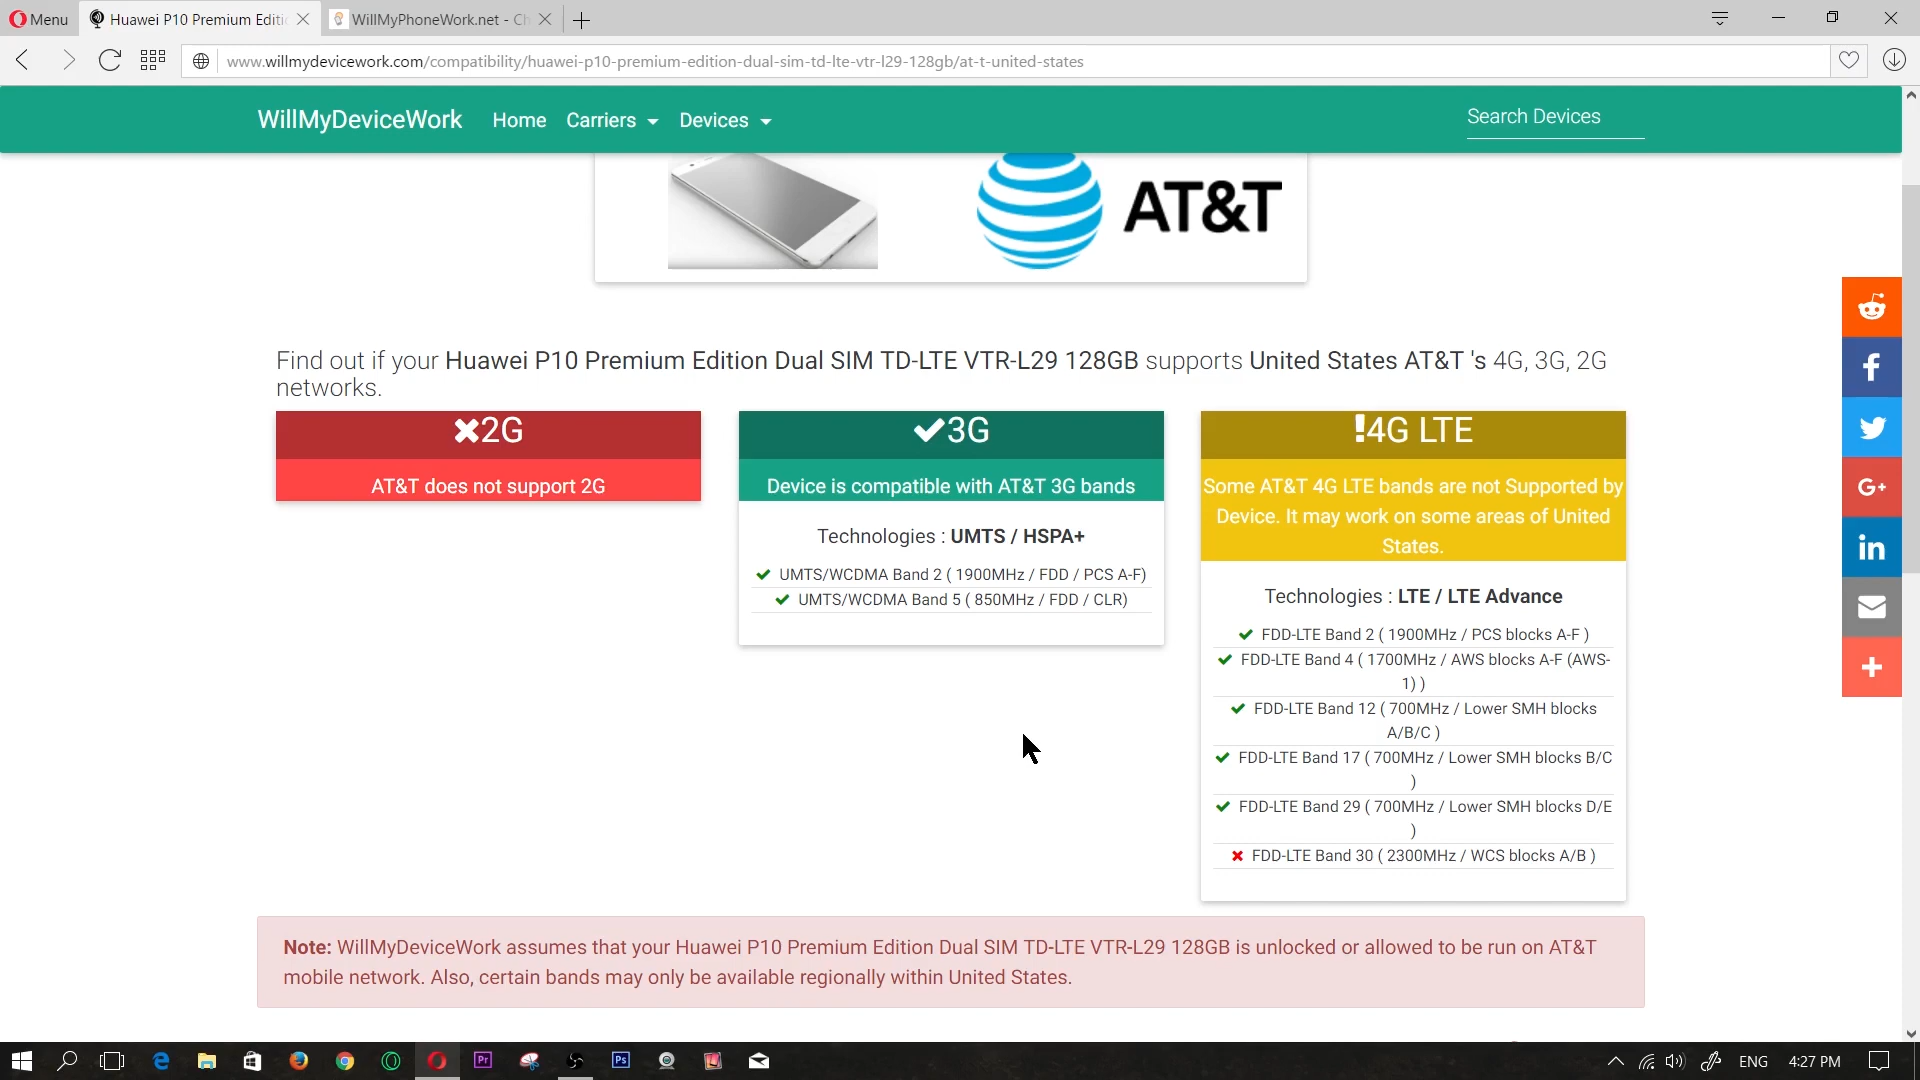 Menu
Huawei P10 Premium Editi
WillMyPhoneWork.net - Ch
www.willmydevicework.com/compatibility/huawei-p10-premium-edition-dual-sim-td-lte-vtr-l29-128gb/at-t-united-states
WillMyDeviceWork
Home
Carriers
Devices
Search Devices
AT&T
Find out if your Huawei P10 Premium Edition Dual SIM TD-LTE VTR-L29 128GB supports United States AT&T 's 4G, 3G, 2G
networks.
2G
AT&T does not support 2G
3G
Device is compatible with AT&T 3G bands
Technologies : UMTS / HSPA+
UMTS/WCDMA Band 2 ( 1900MHz / FDD / PCS A-F)
UMTS/WCDMA Band 5 ( 850MHz / FDD / CLR)
!4G LTE
Some AT&T 4G LTE bands are not Supported by
Device. It may work on some areas of United
States.
Technologies : LTE / LTE Advance
FDD-LTE Band 2 ( 1900MHz / PCS blocks A-F )
FDD-LTE Band 4 ( 1700MHz / AWS blocks A-F (AWS-
1) )
FDD-LTE Band 12 ( 700MHz / Lower SMH blocks
A/B/C )
FDD-LTE Band 17 ( 700MHz / Lower SMH blocks B/C
)
FDD-LTE Band 29 ( 700MHz / Lower SMH blocks D/E
)
FDD-LTE Band 30 ( 2300MHz / WCS blocks A/B )
Note: WillMyDeviceWork assumes that your Huawei P10 Premium Edition Dual SIM TD-LTE VTR-L29 128GB is unlocked or allowed to be run on AT&T
mobile network. Also, certain bands may only be available regionally within United States.
G+
in
Pr
Ps
ENG
4:27 PM